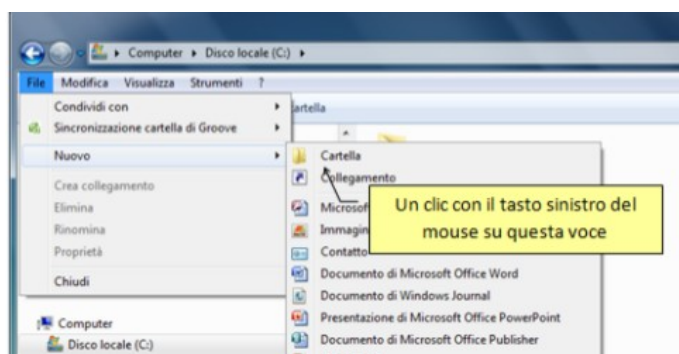 Computer Disco locale (C:)
File Modifica Visualizza Strumenti ?
Condividi con
artella
Sincronizzazione cartella di Groove
Nuovo
Cartella
Collegamento
Crea collegamento
Microsof
Un clic con il tasto sinistro del
mouse su questa voce
Elimina
Rinomina
Immagin
Proprietà
Contatto
Documento di Microsoft Office Word
Chiudi
Documento di Windows Journal
Presentazione di Microsoft Office PowerPoint
Computer
Documento di Microsoft Office Publisher
Disco locale (C:)